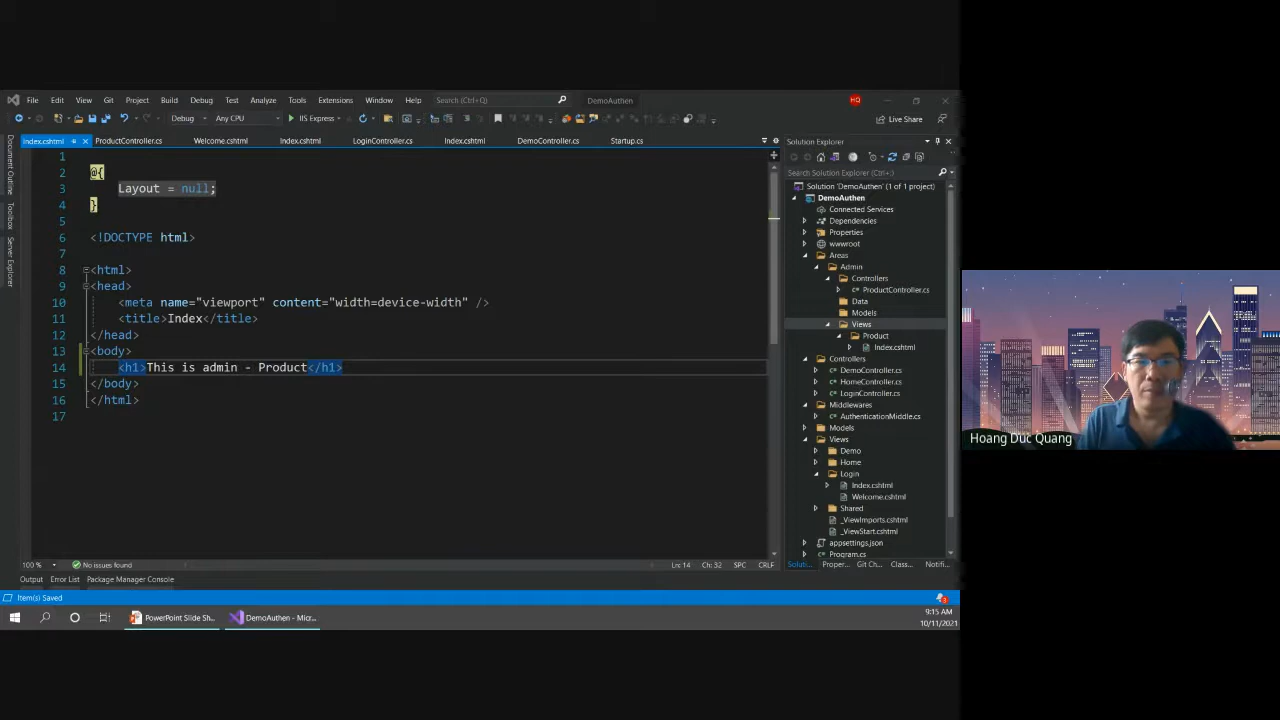 File Edit View Git Project Build Debug Test Analyze Tools Extensions Window Help Search (Ctrl+Q) DemoAuthen HQ
Debug Any CPU IIS Express Live Share
Index.cshtml ProductController.cs Welcome.cshtml Index.cshtml LoginController.cs Index.cshtml DemoController.cs Startup.cs
Document Outline
Toolbox
Server Explorer
1
2 @{
3 Layout = null;
4 }
5
6 <!DOCTYPE html>
7
8 <html>
9 <head>
10 <meta name="viewport" content="width=device-width" />
11 <title>Index</title>
12 </head>
13 <body>
14 <h1>This is admin - Product</h1>
15 </body>
16 </html>
17
Solution Explorer
Search Solution Explorer (Ctrl+;)
Solution 'DemoAuthen' (1 of 1 project)
DemoAuthen
Connected Services
Dependencies
Properties
wwwroot
Areas
Admin
Controllers
ProductController.cs
Data
Models
Views
Product
Index.cshtml
Controllers
DemoController.cs
HomeController.cs
LoginController.cs
Middlewares
AuthenticationMiddle.cs
Models
Views
Demo
Home
Login
Index.cshtml
Welcome.cshtml
Shared
_ViewImports.cshtml
_ViewStart.cshtml
appsettings.json
Program.cs
Soluti... Proper... Git Ch... Class... Notifi...
100 % No issues found Ln: 14 Ch: 32 SPC CRLF
Output Error List Package Manager Console
Item(s) Saved 3
PowerPoint Slide Sh... DemoAuthen - Micr...
9:15 AM
10/11/2021
Hoang Duc Quang